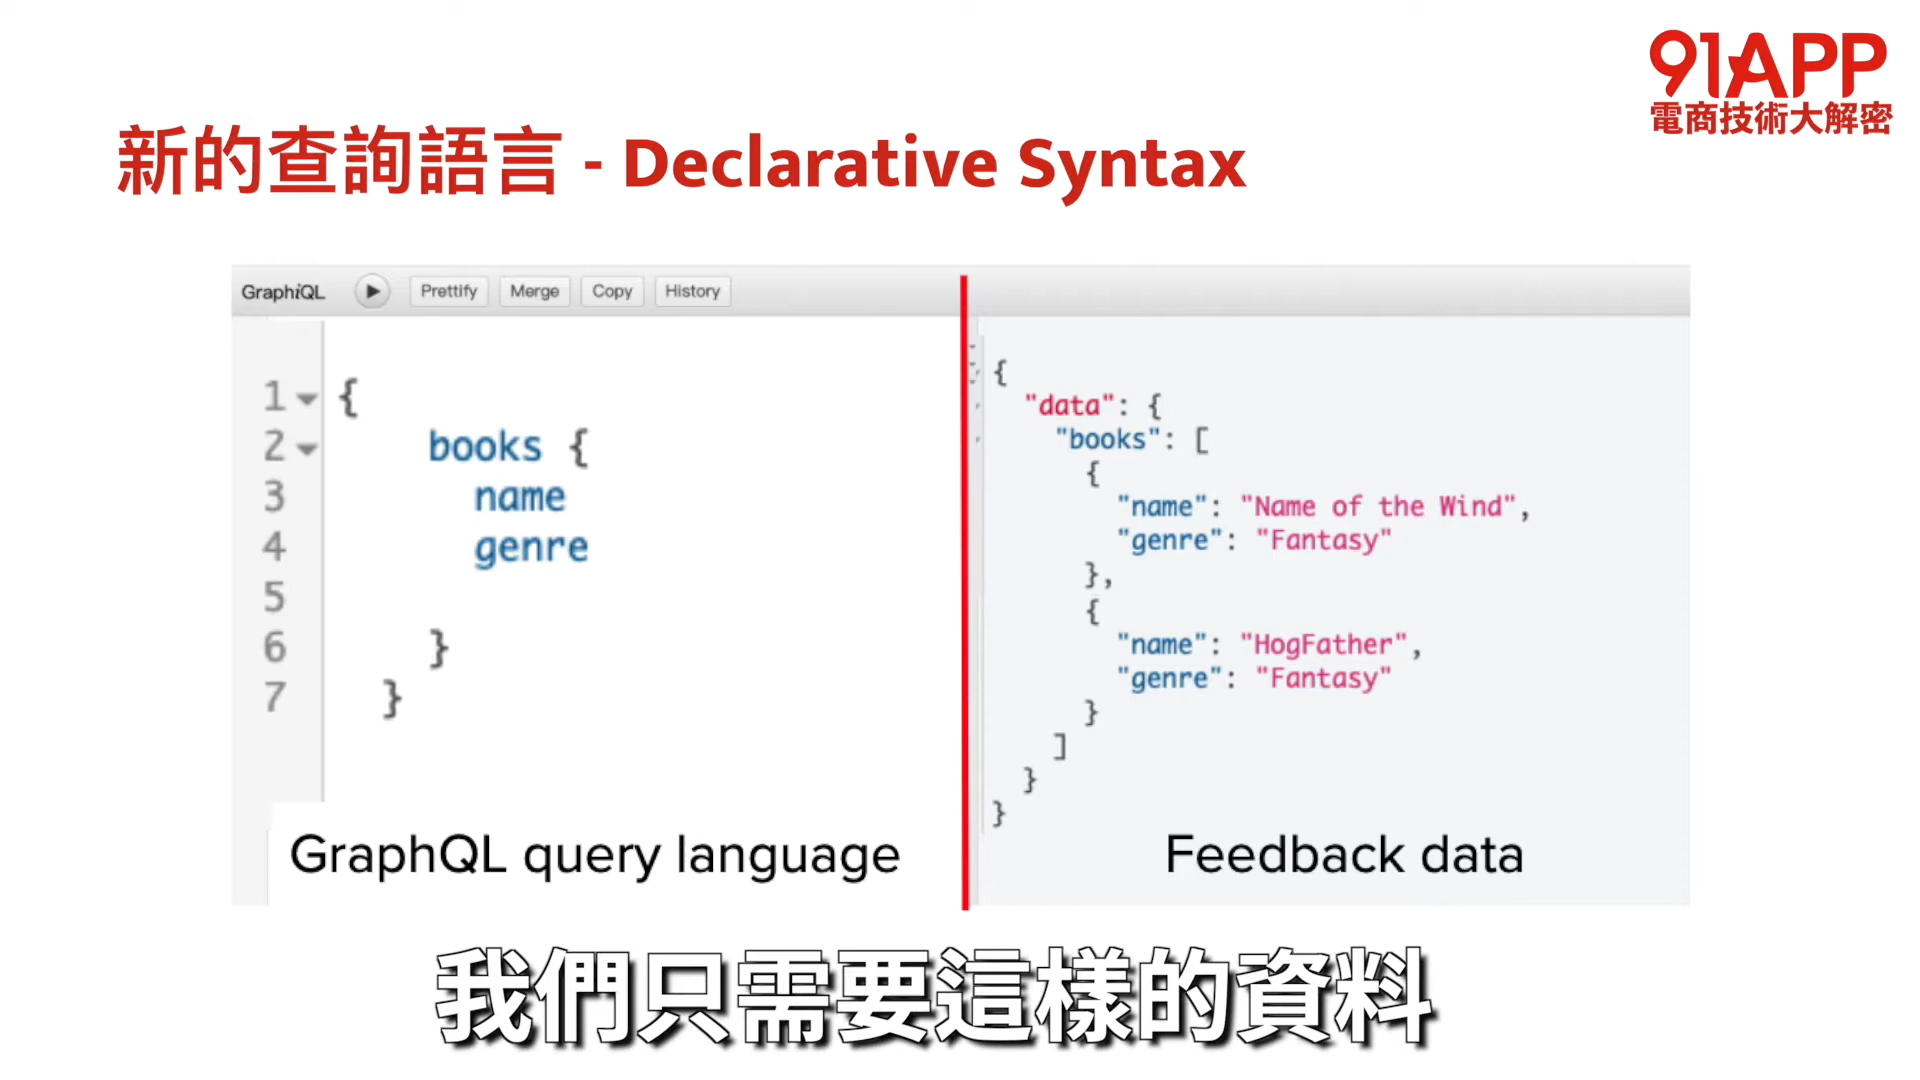 91APP
電商技術大解密
新的查詢語言 - Declarative Syntax
GraphiQL Prettify Merge Copy History
1 {
2 books {
3 name
4 genre
5
6 }
7 }
GraphQL query language
{
"data": {
"books": [
{
"name": "Name of the Wind",
"genre": "Fantasy"
},
{
"name": "HogFather",
"genre": "Fantasy"
}
]
}
}
Feedback data
我們只需要這樣的資料